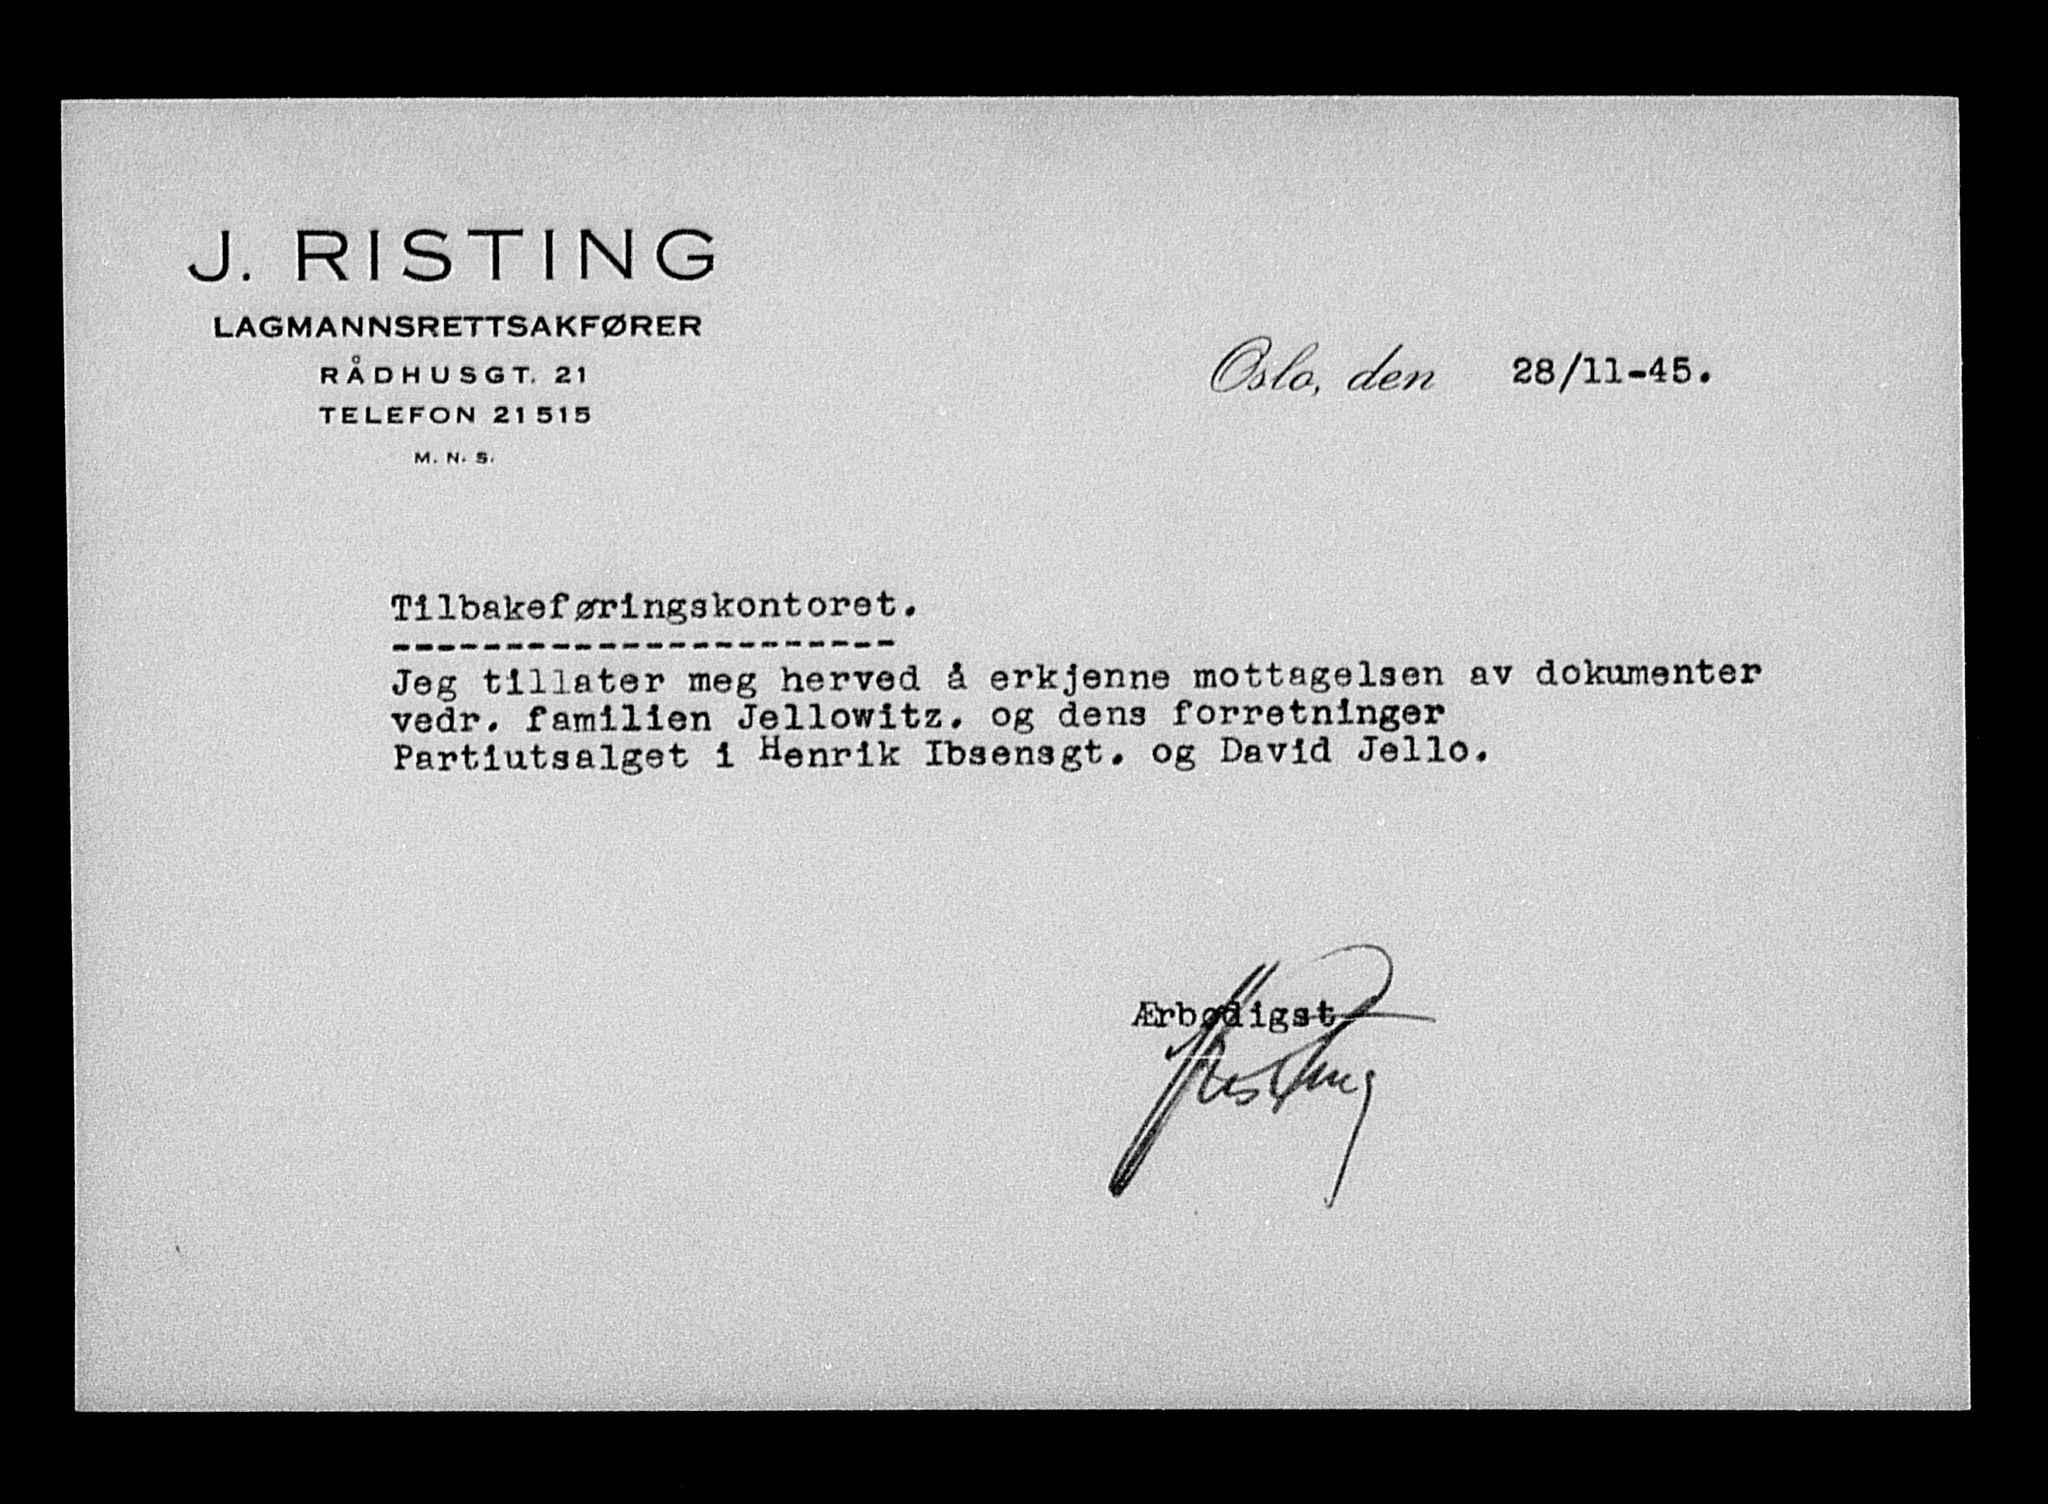 J. RISTING
LAGMANNSRETTSAKFØRER
RÅDHUSGT. 21
TELEFON 21515
M. N. S.
Oslo, den 28/11-45.
Tilbakeføringskontoret.
----------------------
Jeg tillater meg herved å erkjenne mottagelsen av dokumenter
vedr. familien Jellowitz. og dens forretninger
Partiutsalget i Henrik Ibsensgt. og David Jello.
Ærbødigst
J Risting